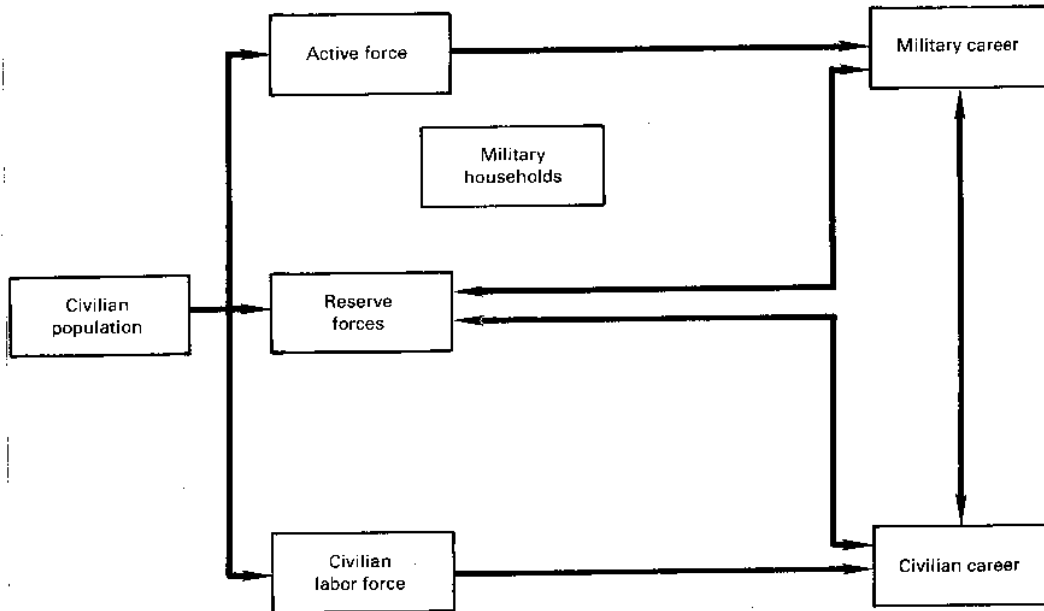 Active force
Military career
Military
households
Civilian
population
Reserve
forces
Civilian
labor force
Civilian career